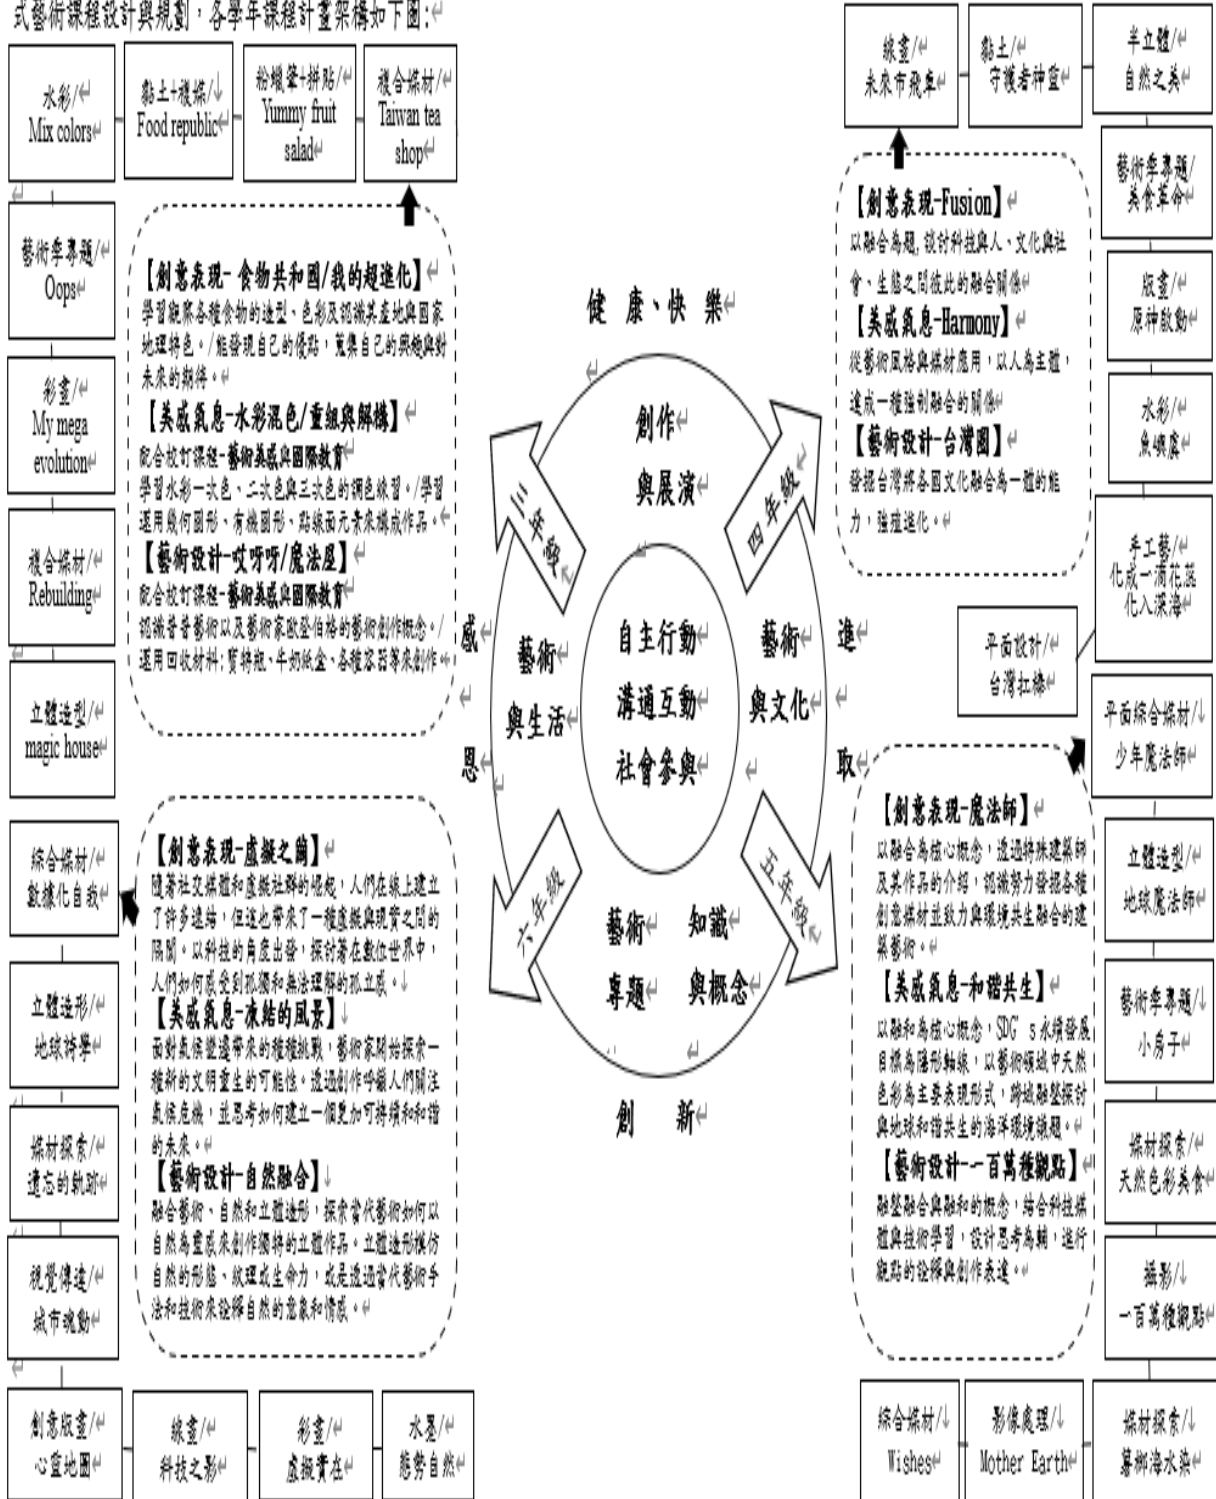 式藝術課程設計與規劃，各學年課程計畫架構如下圖：
水彩/
Mix colors
黏土+複媒/
Food republic
粉蠟筆+拼貼/
Yummy fruit
salad
複合媒材/
Taiwan tea
shop
藝術季專題/
Oops
彩畫/
My mega
evolution
複合媒材/
Rebuilding
立體造型/
magic house
【創意表現-食物共和國/我的超進化】
學習觀察各種食物的造型、色彩及認識其產地與國家
地理特色。/能發現自己的優點，蒐集自己的興趣與對
未來的期待。
【美感氣息-水彩混色/重組與解構】
配合校訂課程-藝術美感與國際教育
學習水彩一次色、二次色與三次色的調色練習。/學習
運用幾何圖形、有機圖形、點線面元素來構成作品。
【藝術設計-哎呀呀/魔法屋】
配合校訂課程-藝術美感與國際教育
認識普普藝術以及藝術家歐登伯格的藝術創作概念。/
運用回收材料：寶特瓶、牛奶紙盒、各種容器等來創作
健康、快樂
創作
與展演
三年級
四年級
感
恩
藝術
與生活
自主行動
溝通互動
社會參與
藝術
與文化
進
取
六年級
五年級
藝術
專題
知識
與概念
創新
線畫/
未來市飛車
黏土/
守護者神靈
半立體/
自然之美
藝術季專題/
美食革命
版畫/
原神啟動
水彩/
魚嶼處
手工藝/
化成一滴花蕊
化入深海
平面設計/
台灣扛棒
【創意表現-Fusion】
以融合為題，談討科技與人、文化與社
會、生態之間彼此的融合關係
【美感氣息-Harmony】
從藝術風格與媒材應用，以人為主體，
達成一種強制融合的關係
【藝術設計-台灣圈】
發掘台灣將各國文化融合為一體的能
力，強殖進化。
平面綜合媒材/
少年魔法師
立體造型/
地球魔法師
藝術季專題/
小房子
媒材探索/
天然色彩美食
攝影/
一百萬種觀點
媒材探索/
薯榔海水染
影像處理/
Mother Earth
綜合媒材/
Wishes
【創意表現-魔法師】
以融合為核心概念，透過特殊建築師
及其作品的介紹，認識努力發掘各種
創意媒材並致力與環境共生融合的建
築藝術。
【美感氣息-和諧共生】
以融和為核心概念，SDG's永續發展
目標為隱形軸線，以藝術領域中天然
色彩為主要表現形式，跨域融整探討
與地球和諧共生的海洋環境議題。
【藝術設計-一百萬種觀點】
融整融合與融和的概念，結合科技媒
體與技術學習，設計思考為輔，進行
觀點的詮釋與創作表達。
綜合媒材/
數據化自我
立體造形/
地球詩學
媒材探索/
遺忘的軌跡
視覺傳達/
城市魂動
創意版畫/
心靈地圖
線畫/
科技之形
彩畫/
虛擬實在
水墨/
態勢自然
【創意表現-虛擬之繭】
隨著社交媒體和虛擬社群的崛起，人們在線上建立
了許多連結，但這也帶來了一種虛擬與現實之間的
隔閡。以科技的角度出發，探討著在數位世界中，
人們如何感受到孤獨和無法理解的孤立感。
【美感氣息-凍結的風景】
面對氣候變遷帶來的種種挑戰，藝術家開始探索一
種新的文明重生的可能性。透過創作呼籲人們關注
氣候危機，並思考如何建立一個更加可持續和和諧
的未來。
【藝術設計-自然融合】
融合藝術、自然和立體造形，探索當代藝術如何以
自然為靈感來創作獨特的立體作品。立體造形模仿
自然的形態、紋理或生命力，或是透過當代藝術手
法和技術來詮釋自然的意象和情感。